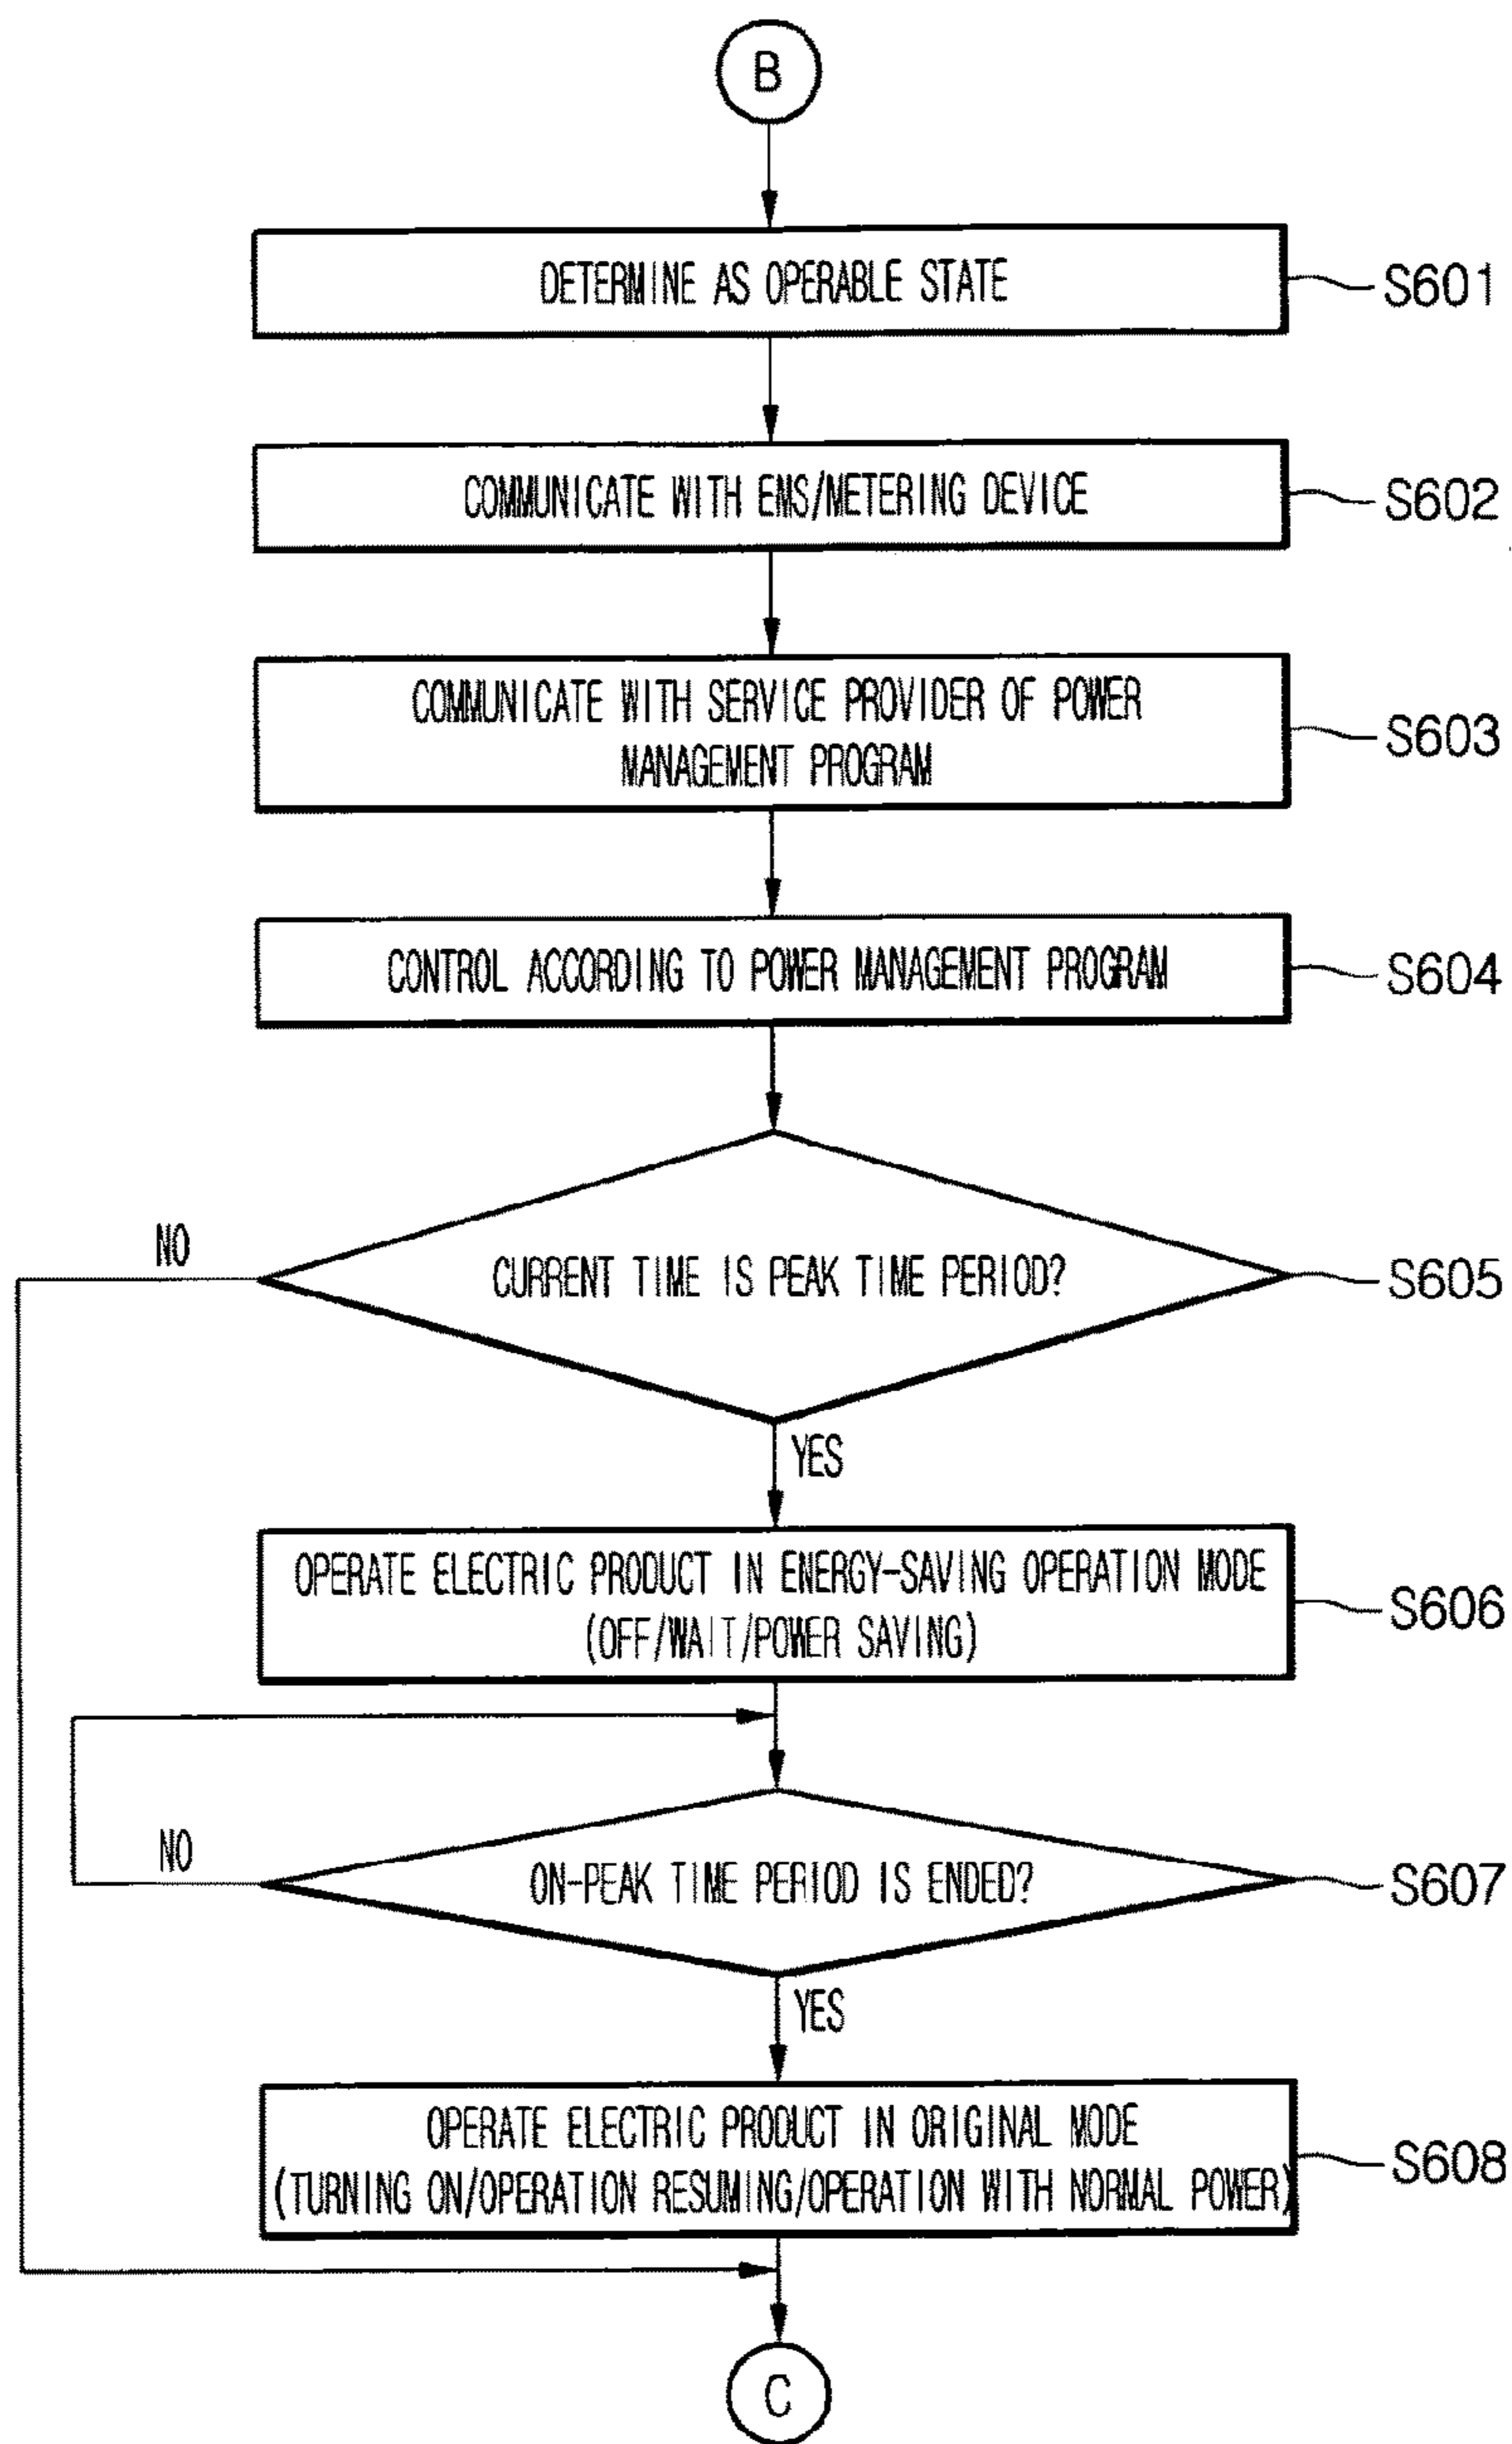 B
DETERMINE AS OPERABLE STATE
S601
COMMUNICATE WITH EMS/METERING DEVICE
S602
COMMUNICATE WITH SERVICE PROVIDER OF POWER
MANAGEMENT PROGRAM
S603
CONTROL ACCORDING TO POWER MANAGEMENT PROGRAM
S604
NO
CURRENT TIME IS PEAK TIME PERIOD?
S605
YES
OPERATE ELECTRIC PRODUCT IN ENERGY-SAVING OPERATION MODE
(OFF/WAIT/POWER SAVING)
S606
NO
ON-PEAK TIME PERIOD IS ENDED?
S607
YES
OPERATE ELECTRIC PRODUCT IN ORIGINAL MODE
(TURNING ON/OPERATION RESUMING/OPERATION WITH NORMAL POWER)
S608
C